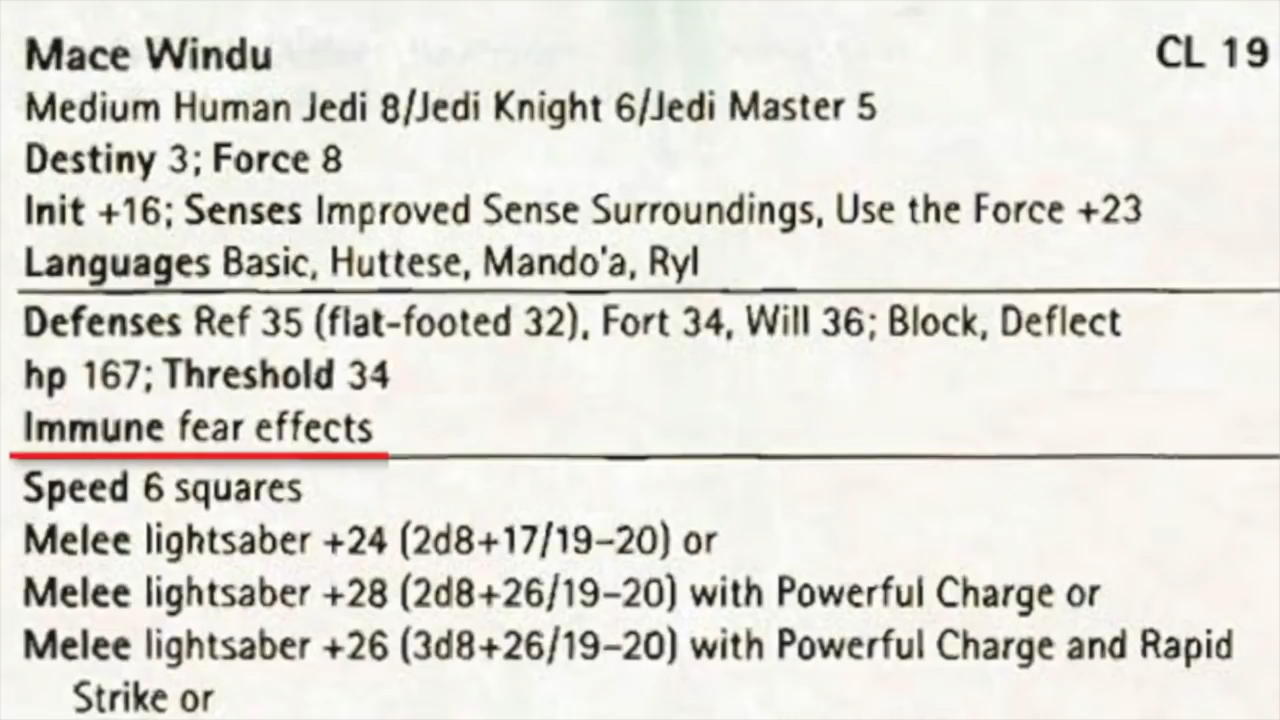 Mace Windu CL 19
Medium Human Jedi 8/Jedi Knight 6/Jedi Master 5
Destiny 3; Force 8
Init +16; Senses Improved Sense Surroundings, Use the Force +23
Languages Basic, Huttese, Mando'a, Ryl
Defenses Ref 35 (flat-footed 32), Fort 34, Will 36; Block, Deflect
hp 167; Threshold 34
Immune fear effects
Speed 6 squares
Melee lightsaber +24 (2d8+17/19–20) or
Melee lightsaber +28 (2d8+26/19–20) with Powerful Charge or
Melee lightsaber +26 (3d8+26/19–20) with Powerful Charge and Rapid
Strike or